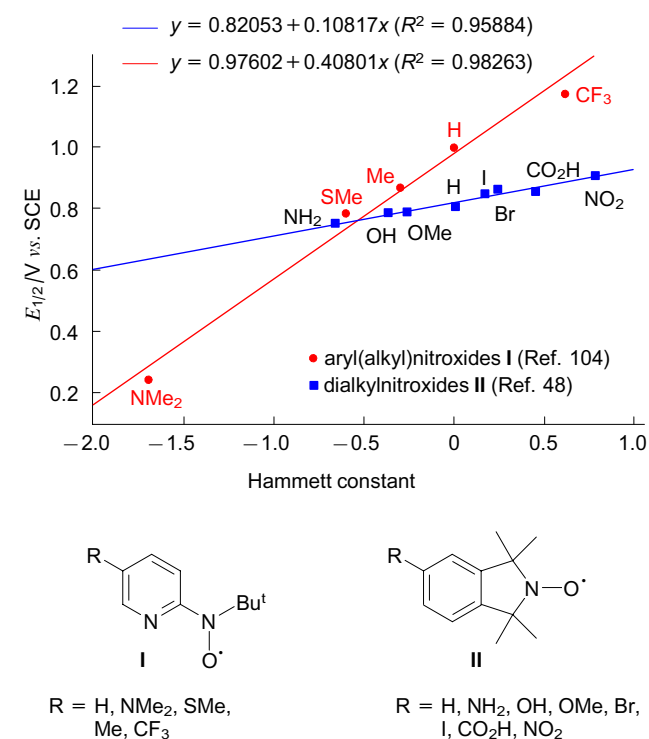 y = 0.82053 + 0.10817x (R² = 0.95884)
y = 0.97602 + 0.40801x (R² = 0.98263)
E₁/₂/V vs. SCE
1.2
1.0
0.8
0.6
0.4
0.2
CF₃
H
Me
SMe
NMe₂
NH₂
OH
OMe
H
I
Br
CO₂H
NO₂
aryl(alkyl)nitroxides I (Ref. 104)
dialkylnitroxides II (Ref. 48)
−2.0 −1.5 −1.0 −0.5 0 0.5 1.0
Hammett constant
R
N
N
Buᵗ
O•
I
R
N
O•
II
R = H, NMe₂, SMe,
Me, CF₃
R = H, NH₂, OH, OMe, Br,
I, CO₂H, NO₂